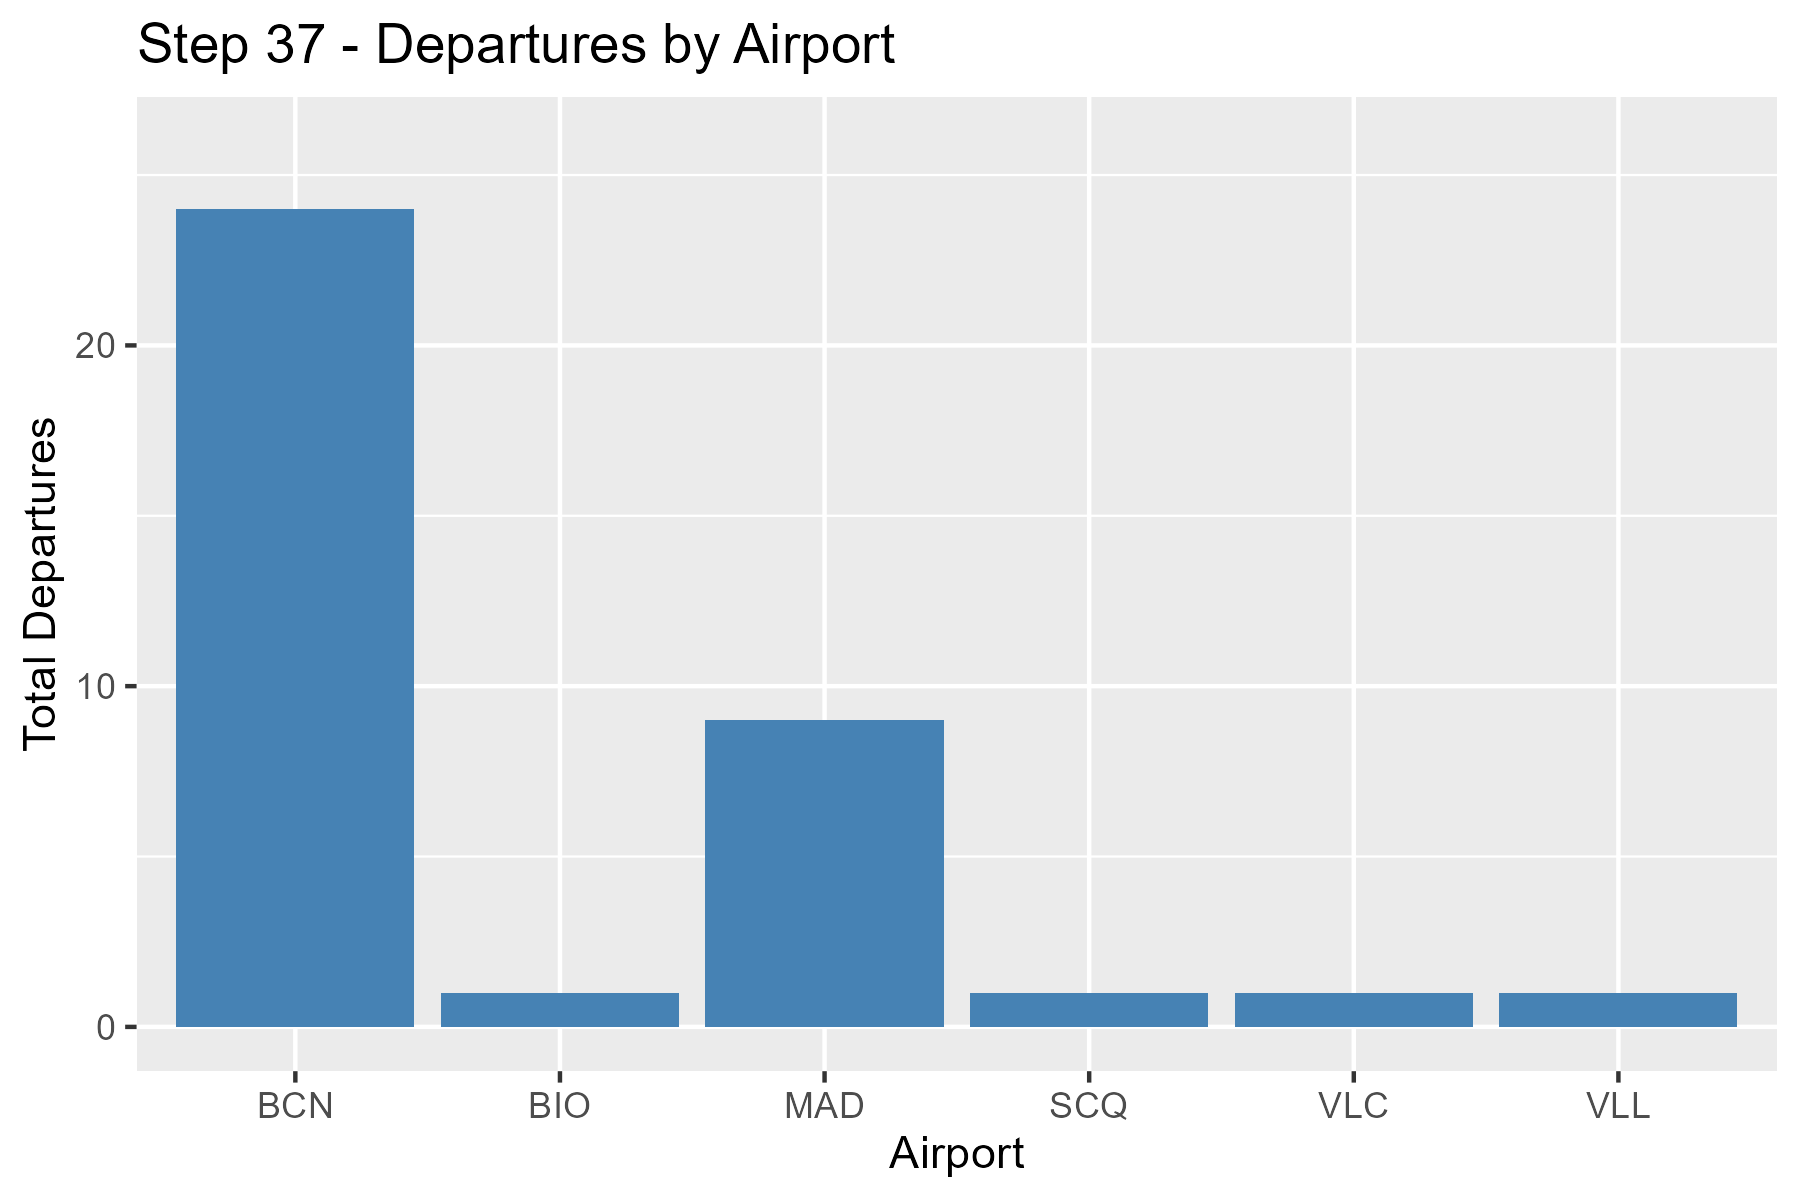 Step 37 - Departures by Airport
Total Departures
20
10
0
BCN BIO MAD SCQ VLC VLL
Airport